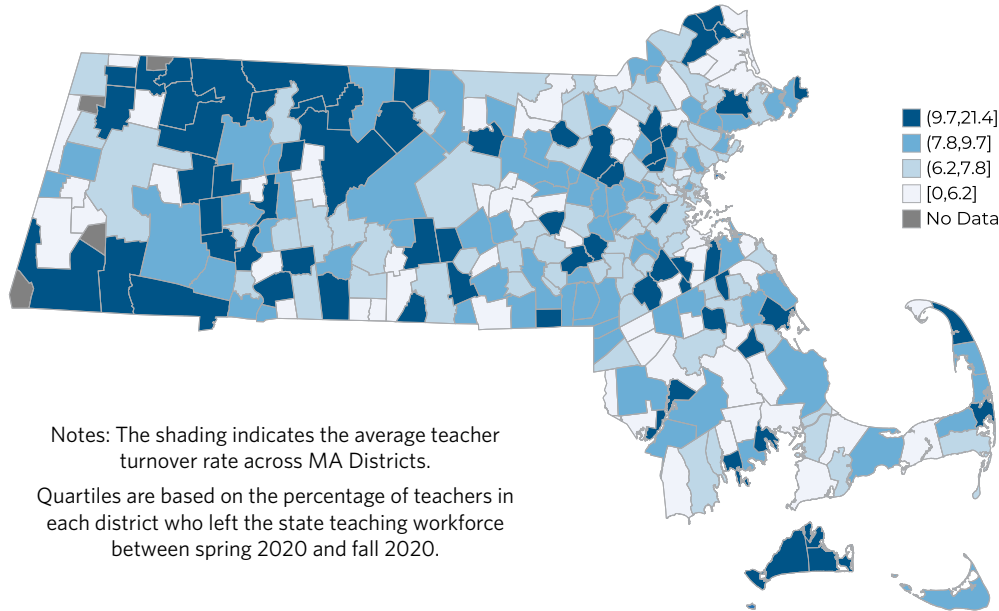 (9.7,21.4]
(7.8,9.7]
(6.2,7.8]
[0,6.2]
No Data
Notes: The shading indicates the average teacher
turnover rate across MA Districts.
Quartiles are based on the percentage of teachers in
each district who left the state teaching workforce
between spring 2020 and fall 2020.